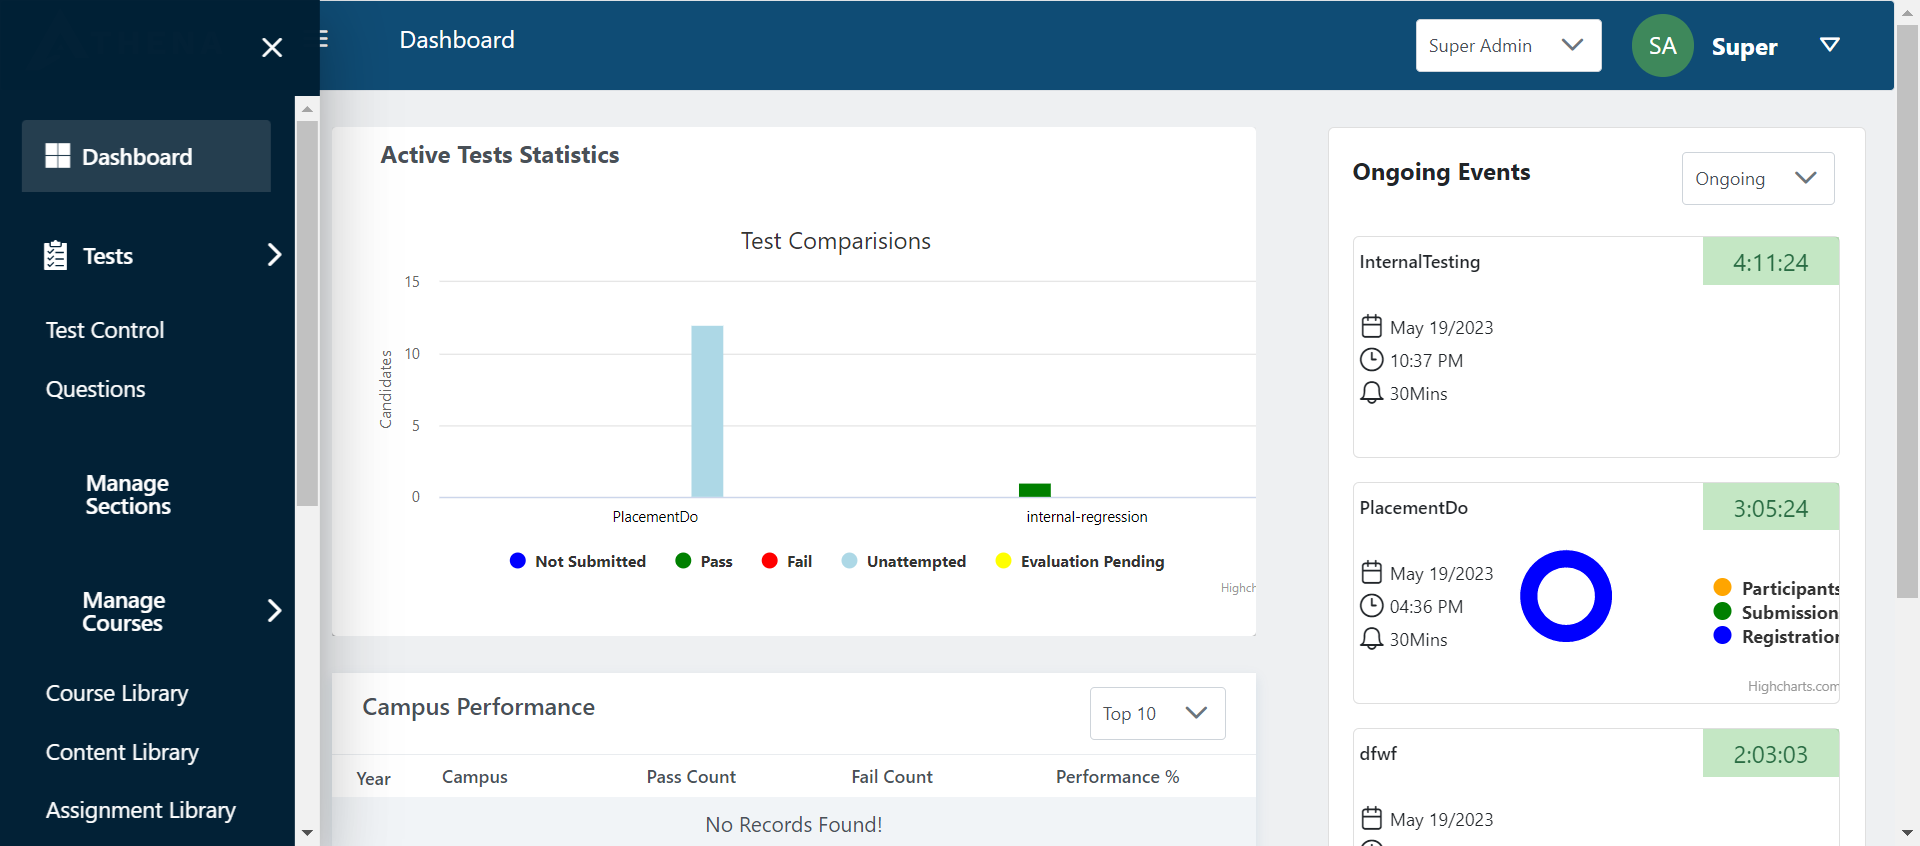 Dashboard
Super Admin
SA
Super
Dashboard
Tests
Test Control
Questions
Manage
Sections
Manage
Courses
Course Library
Content Library
Assignment Library
Active Tests Statistics
Test Comparisions
15
10
5
0
Candidates
PlacementDo
internal-regression
Not Submitted
Pass
Fail
Unattempted
Evaluation Pending
Highch
Campus Performance
Top 10
Year
Campus
Pass Count
Fail Count
Performance %
No Records Found!
Ongoing Events
Ongoing
InternalTesting
4:11:24
May 19/2023
10:37 PM
30Mins
PlacementDo
3:05:24
May 19/2023
04:36 PM
30Mins
Participants
Submission
Registration
Highcharts.com
dfwf
2:03:03
May 19/2023